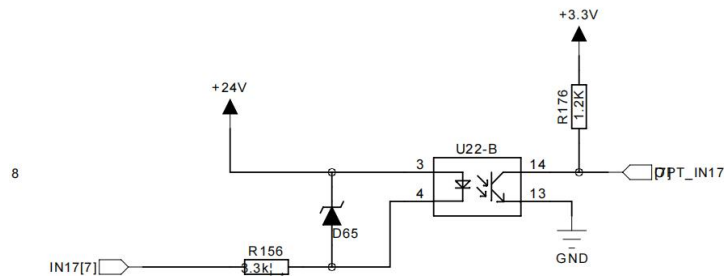 +3.3V
+24V
R176
1.2K
U22-B
3
14
8
[7]
OPT_IN17
4
13
D65
R156
GND
IN17[7]
3.3k